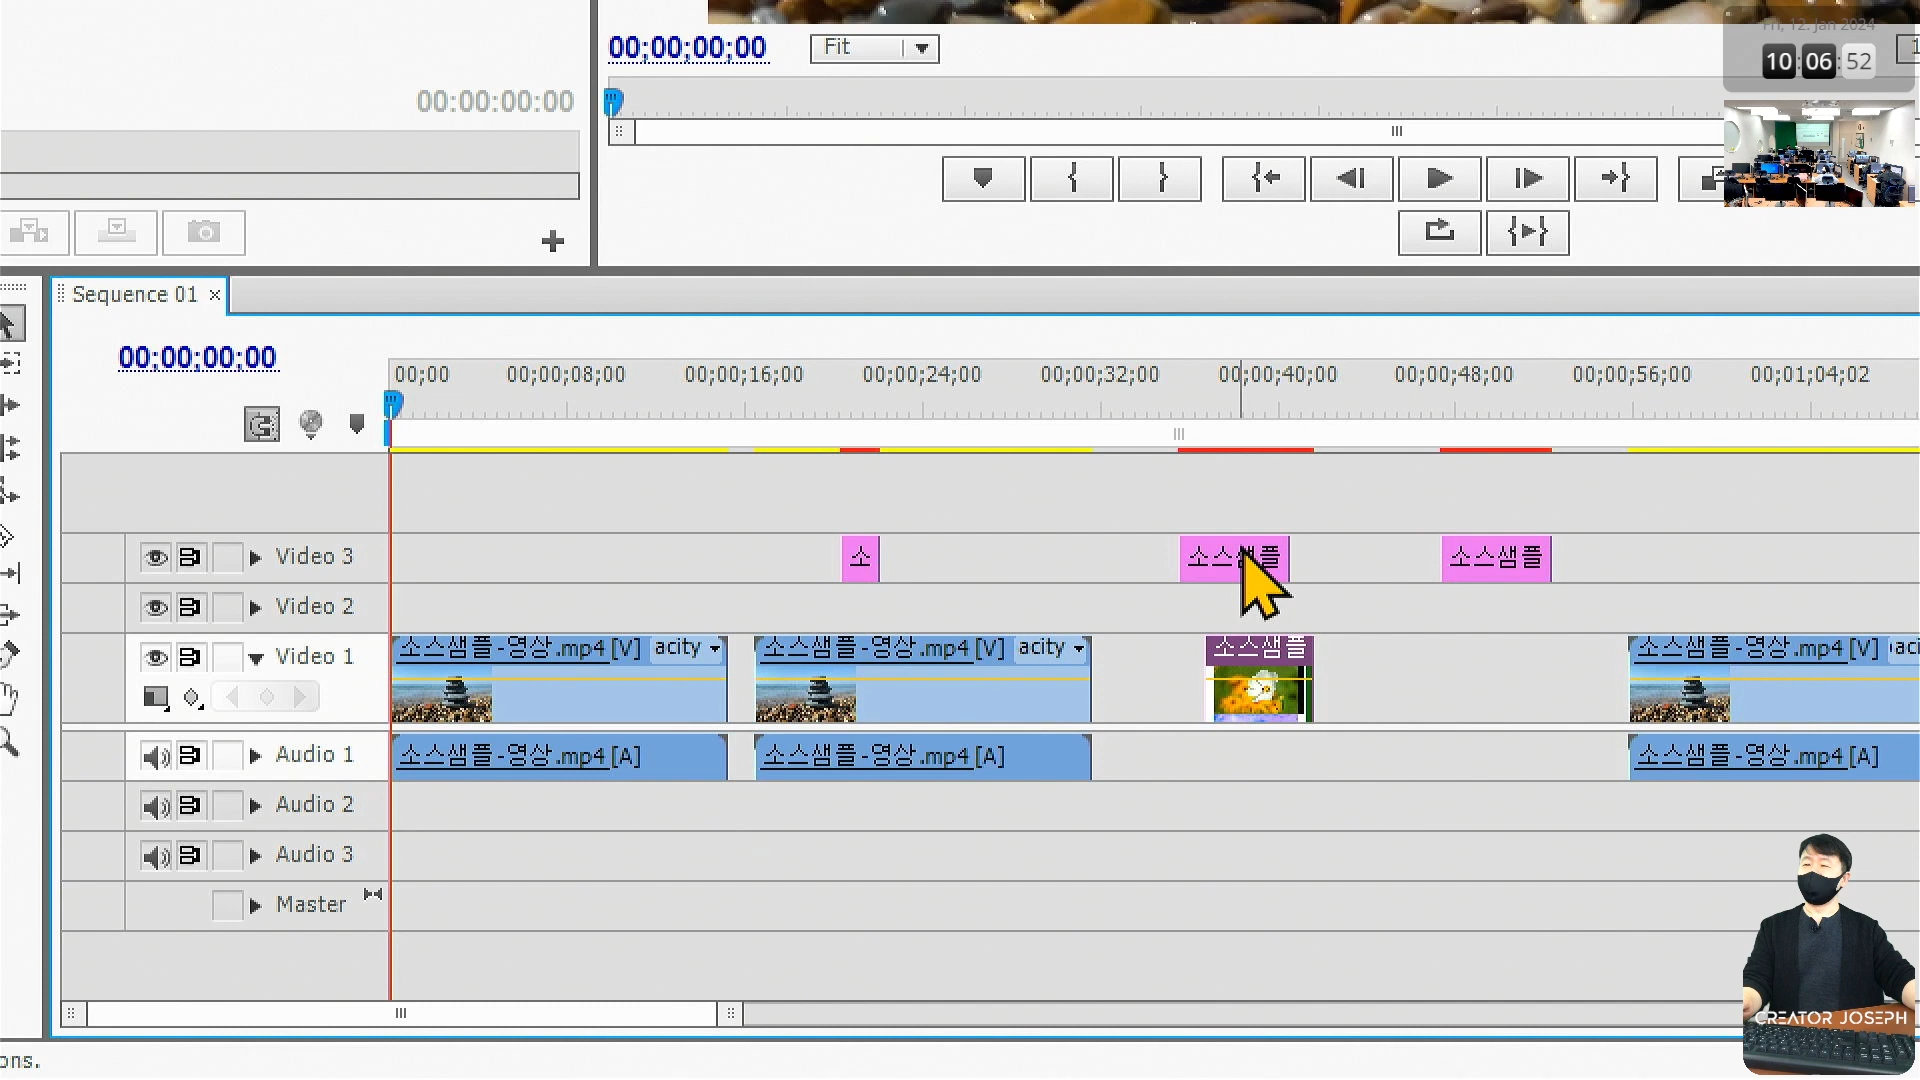 Fri, 12. Jan 2024
00;00;00;00
Fit
10:06:52
00:00:00:00
Sequence 01
00;00;00;00
00;00
00;00;08;00
00;00;16;00
00;00;24;00
00;00;32;00
00;00;40;00
00;00;48;00
00;00;56;00
00;01;04;02
Video 3
소
소스샘플
소스샘플
Video 2
Video 1
소스샘플-영상.mp4 [V] acity
소스샘플-영상.mp4 [V] acity
소스샘플
소스샘플-영상.mp4 [V] aci
Audio 1
소스샘플-영상.mp4 [A]
소스샘플-영상.mp4 [A]
소스샘플-영상.mp4 [A]
Audio 2
Audio 3
Master
CREATOR JOSEPH
ons.